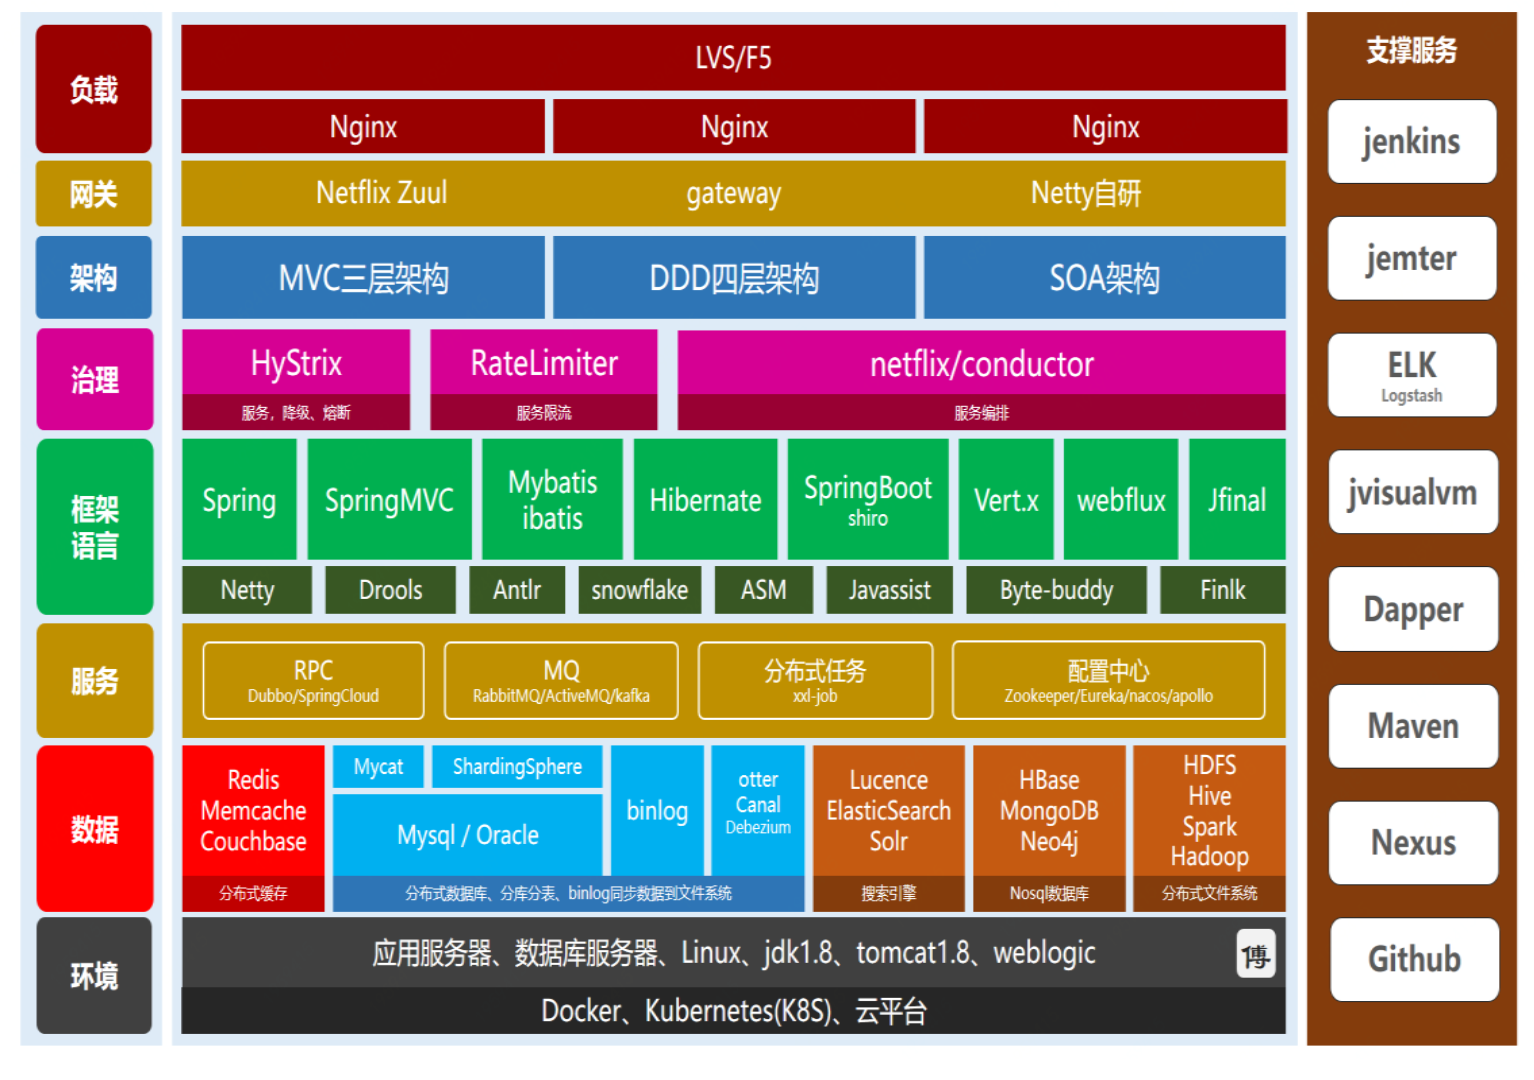 负载
LVS/F5
Nginx
Nginx
Nginx
网关
Netflix Zuul
gateway
Netty自研
架构
MVC三层架构
DDD四层架构
SOA架构
治理
HyStrix
服务，降级、熔断
RateLimiter
服务限流
netflix/conductor
服务编排
框架
语言
Spring
SpringMVC
Mybatis
ibatis
Hibernate
SpringBoot
shiro
Vert.x
webflux
Jfinal
Netty
Drools
Antlr
snowflake
ASM
Javassist
Byte-buddy
Finlk
服务
RPC
Dubbo/SpringCloud
MQ
RabbitMQ/ActiveMQ/kafka
分布式任务
xxl-job
配置中心
Zookeeper/Eureka/nacos/apollo
数据
Redis
Memcache
Couchbase
分布式缓存
Mycat
ShardingSphere
Mysql / Oracle
binlog
otter
Canal
Debezium
分布式数据库、分库分表、binlog同步数据到文件系统
Lucence
ElasticSearch
Solr
搜索引擎
HBase
MongoDB
Neo4j
Nosql数据库
HDFS
Hive
Spark
Hadoop
分布式文件系统
环境
应用服务器、数据库服务器、Linux、jdk1.8、tomcat1.8、weblogic
博
Docker、Kubernetes(K8S)、云平台
支撑服务
jenkins
jemter
ELK
Logstash
jvisualvm
Dapper
Maven
Nexus
Github